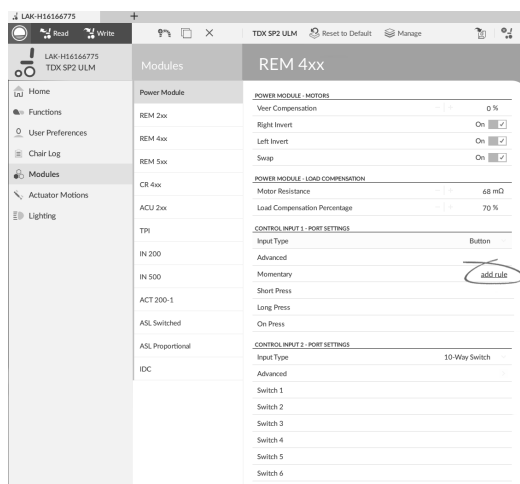 LAK-H16166775
+
Read
Write
TDX SP2 ULM
Reset to Default
Manage
LAK-H16166775
TDX SP2 ULM
Home
Functions
User Preferences
Chair Log
Modules
Actuator Motions
Lighting
Modules
Power Module
REM 2xx
REM 4xx
REM 5xx
CR 4xx
ACU 2xx
TPI
IN 200
IN 500
ACT 200-1
ASL Switched
ASL Proportional
IDC
REM 4xx
POWER MODULE - MOTORS
Veer Compensation - + 0 %
Right Invert On
Left Invert On
Swap On
POWER MODULE - LOAD COMPENSATION
Motor Resistance - + 68 mΩ
Load Compensation Percentage - + 70 %
CONTROL INPUT 1 - PORT SETTINGS
Input Type Button
Advanced
Momentary add rule
Short Press
Long Press
On Press
CONTROL INPUT 2 - PORT SETTINGS
Input Type 10-Way Switch
Advanced
Switch 1
Switch 2
Switch 3
Switch 4
Switch 5
Switch 6